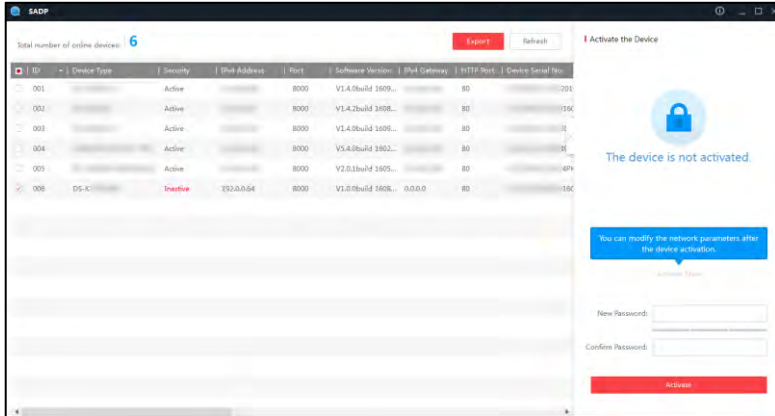 SADP
Total number of online devices: 6
Export
Refresh
ID | Device Type | Security | IPv4 Address | Port | Software Version | IPv4 Gateway | HTTP Port | Device Serial No.
001 Active 8000 V1.4.0build 1609... 80
002 Active 8000 V1.4.2build 1608... 80
003 Active 8000 V1.4.0build 1609... 80
004 Active 8000 V5.4.5build 1802... 80
005 Active 8000 V2.0.1build 1605... 80
008 DS-K Inactive 192.0.0.64 8000 V1.0.0build 1608... 0.0.0.0 80
Activate the Device
The device is not activated.
You can modify the network parameters after
the device activation.
Activate Now
New Password:
Confirm Password:
Activate